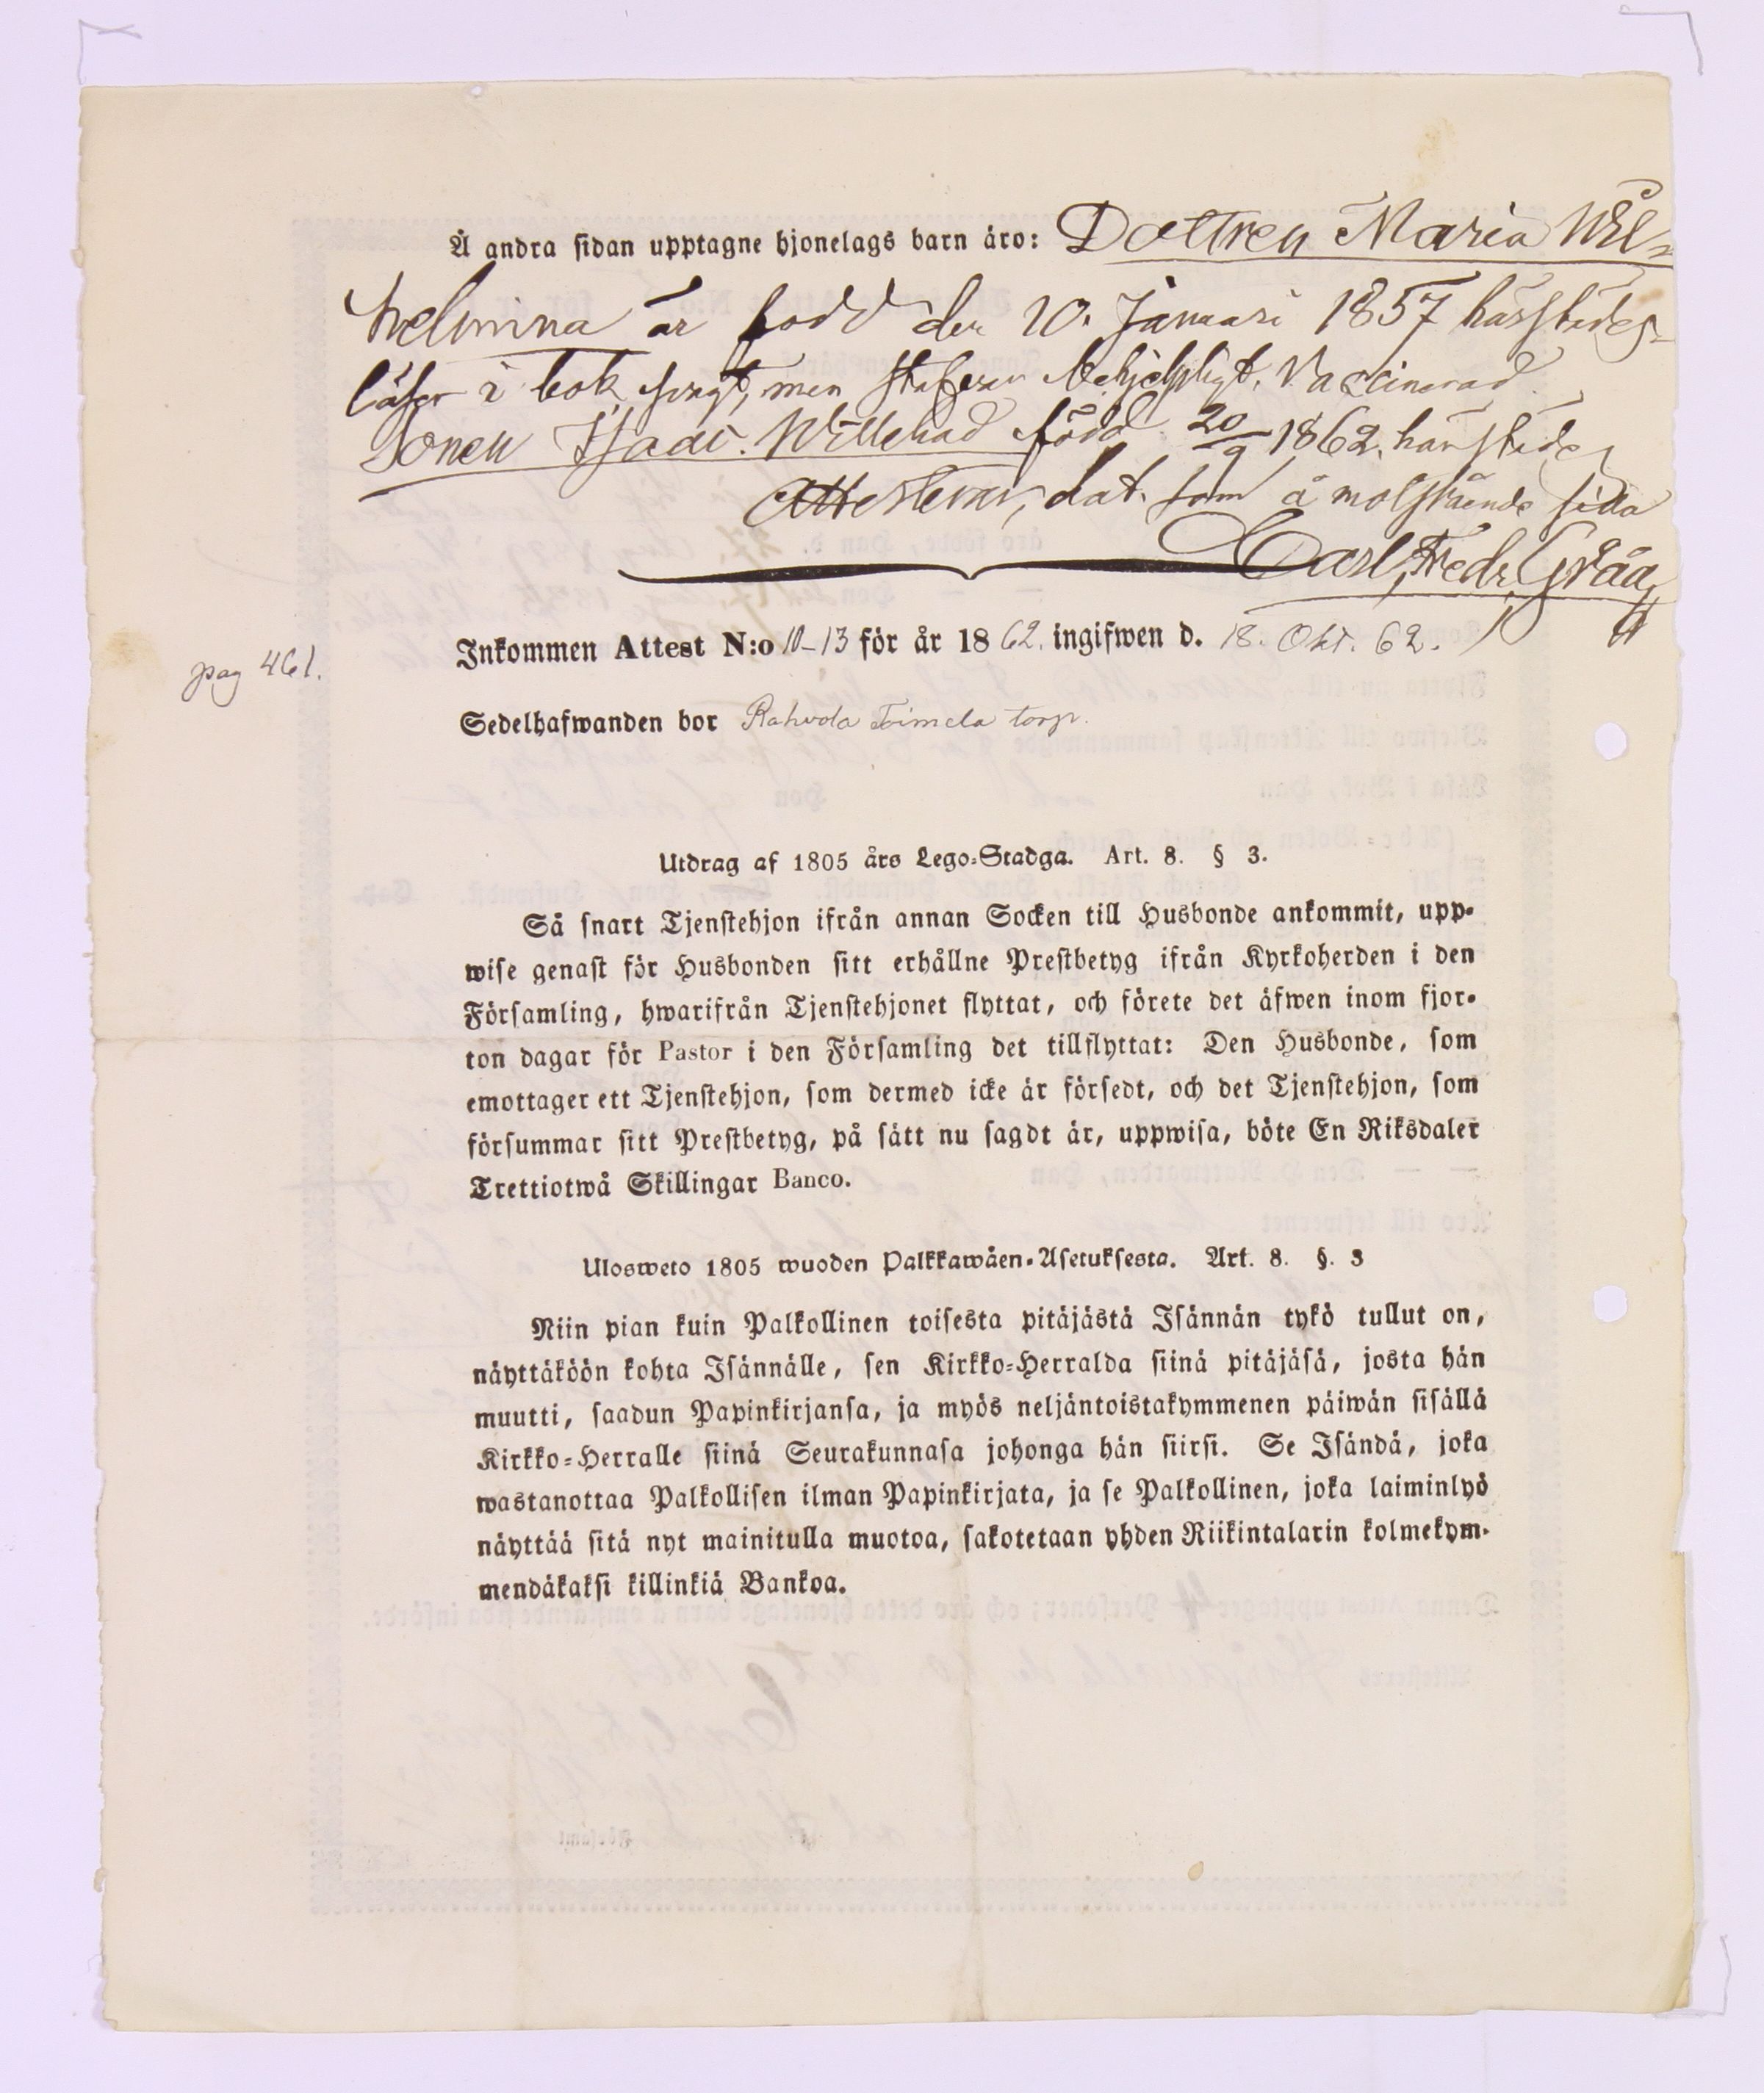 Å andra sidan upptagne hjonelags barn äro: Dottren Maria Wil-
helmina är född den 10. Januari 1857 härstädes
läser i bok svagt, men stafvar behjelpligt. Vaccinerad.
Sonen Isaac Willehad född 20/9 1862. härstädes
Attesterar, dat. som å motstående sida
Carl Fredr. Gråå
Inkommen Attest N:o 10-13 för år 1862. ingifwen d. 18. Okt. 62.
pag 461.
Sedelhafwanden bor Rahvola Toimela torp.
Utdrag af 1805 års Lego-Stadga. Art. 8. § 3.
Så snart Tjenstehjon ifrån annan Socken till Husbonde ankommit, upp-
wise genast för Husbonden sitt erhållne Prestbetyg ifrån Kyrkoherden i den
Församling, hwarifrån Tjenstehjonet flyttat, och förete det äfwen inom fjor-
ton dagar för Pastor i den Församling det tillflyttat: Den Husbonde, som
emottager ett Tjenstehjon, som dermed icke är försedt, och det Tjenstehjon, som
försummar sitt Prestbetyg, på sätt nu sagdt är, uppwisa, böte En Riksdaler
Trettiotwå Skillingar Banco.
Ulosweto 1805 wuoden Palkkawäen-Asetuksesta. Art. 8. §. 3
Niin pian kuin Palkollinen toisesta pitäjästä Isännän tykö tullut on,
näyttäköön kohta Isännälle, sen Kirkko-Herralda siinä pitäjäsä, josta hän
muutti, saadun Papinkirjansa, ja myös neljäntoistakymmenen päiwän sisällä
Kirkko-Herralle siinä Seurakunnasa johonga hän siirsi. Se Isändä, joka
wastanottaa Palkollisen ilman Papinkirjata, ja se Palkollinen, joka laiminlyö
näyttää sitä nyt mainitulla muotoa, sakotetaan yhden Riikintalarin kolmekym-
mendäkaksi killinkiä Bankoa.